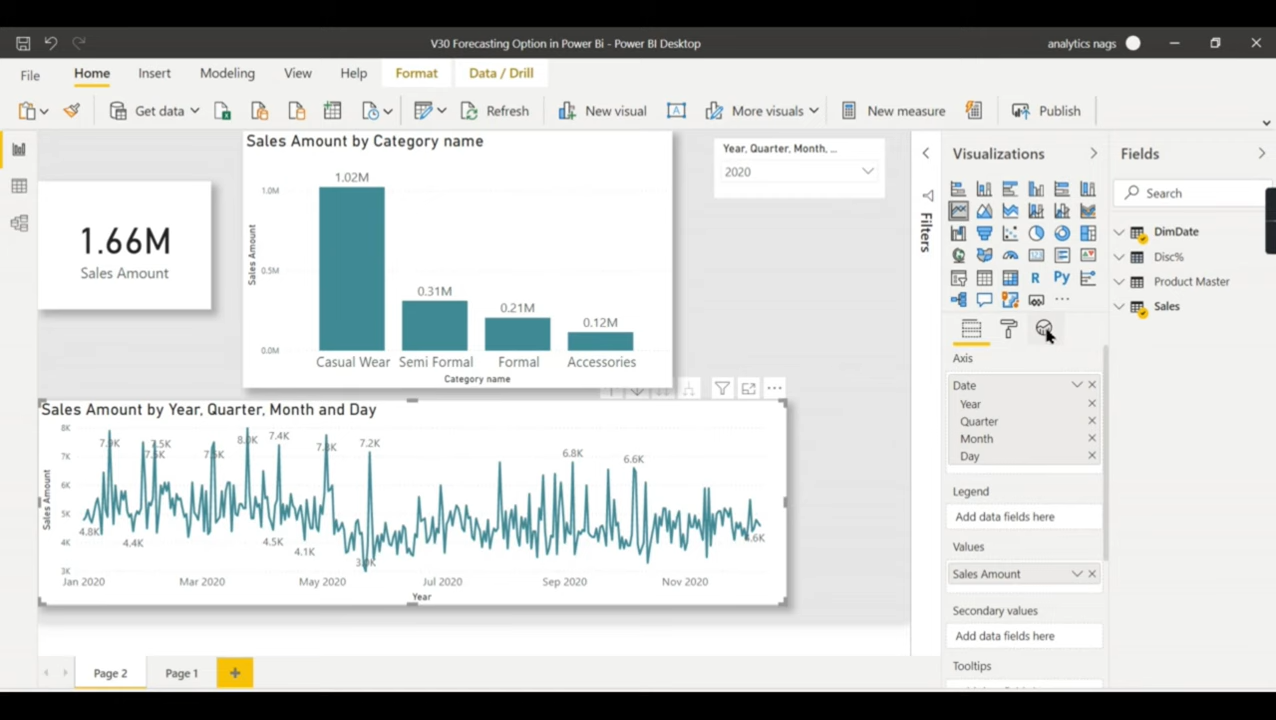 V30 Forecasting Option in Power Bi - Power BI Desktop
analytics nags
File
Home
Insert
Modeling
View
Help
Format
Data / Drill
Get data
Refresh
New visual
More visuals
New measure
Publish
1.66M
Sales Amount
Sales Amount by Category name
1.02M
1.0M
Sales Amount
0.5M
0.31M
0.21M
0.12M
0.0M
Casual Wear
Semi Formal
Formal
Accessories
Category name
Year, Quarter, Month, ...
2020
Sales Amount by Year, Quarter, Month and Day
8K
7K
6K
5K
4K
3K
Sales Amount
7.4K
7.2K
6.8K
6.6K
4.8K
4.4K
4.5K
4.1K
Jan 2020
Mar 2020
May 2020
Jul 2020
Sep 2020
Nov 2020
Year
Filters
Visualizations
R
Py
Axis
Date
Year
Quarter
Month
Day
Legend
Add data fields here
Values
Sales Amount
Secondary values
Add data fields here
Tooltips
Fields
Search
DimDate
Disc%
Product Master
Sales
Page 2
Page 1